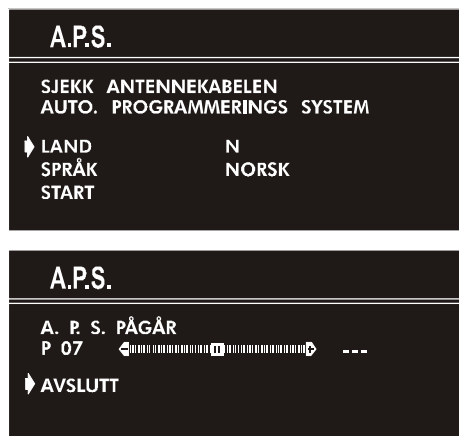 A.P.S.
SJEKK ANTENNEKABELEN
AUTO. PROGRAMMERINGS SYSTEM
LAND N
SPRÅK NORSK
START
A.P.S.
A. P. S. PÅGÅR
P 07 ---
AVSLUTT